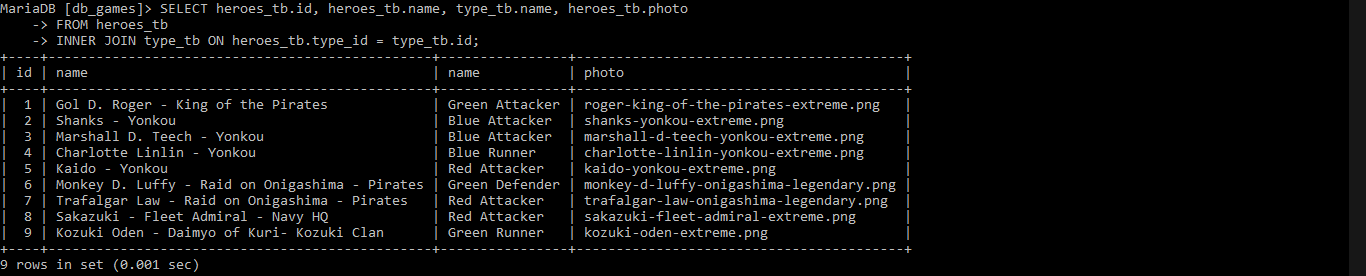 MariaDB [db_games]> SELECT heroes_tb.id, heroes_tb.name, type_tb.name, heroes_tb.photo
    -> FROM heroes_tb
    -> INNER JOIN type_tb ON heroes_tb.type_id = type_tb.id;
+----+------------------------------------------------+----------------+-----------------------------------------+
| id | name                                           | name           | photo                                   |
+----+------------------------------------------------+----------------+-----------------------------------------+
|  1 | Gol D. Roger - King of the Pirates             | Green Attacker | roger-king-of-the-pirates-extreme.png   |
|  2 | Shanks - Yonkou                                | Blue Attacker  | shanks-yonkou-extreme.png               |
|  3 | Marshall D. Teech - Yonkou                     | Blue Attacker  | marshall-d-teech-yonkou-extreme.png     |
|  4 | Charlotte Linlin - Yonkou                      | Blue Runner    | charlotte-linlin-yonkou-extreme.png     |
|  5 | Kaido - Yonkou                                 | Red Attacker   | kaido-yonkou-extreme.png                |
|  6 | Monkey D. Luffy - Raid on Onigashima - Pirates | Green Defender | monkey-d-luffy-onigashima-legendary.png |
|  7 | Trafalgar Law - Raid on Onigashima - Pirates   | Red Attacker   | trafalgar-law-onigashima-legendary.png  |
|  8 | Sakazuki - Fleet Admiral - Navy HQ             | Red Attacker   | sakazuki-fleet-admiral-extreme.png      |
|  9 | Kozuki Oden - Daimyo of Kuri- Kozuki Clan      | Green Runner   | kozuki-oden-extreme.png                 |
+----+------------------------------------------------+----------------+-----------------------------------------+
9 rows in set (0.001 sec)